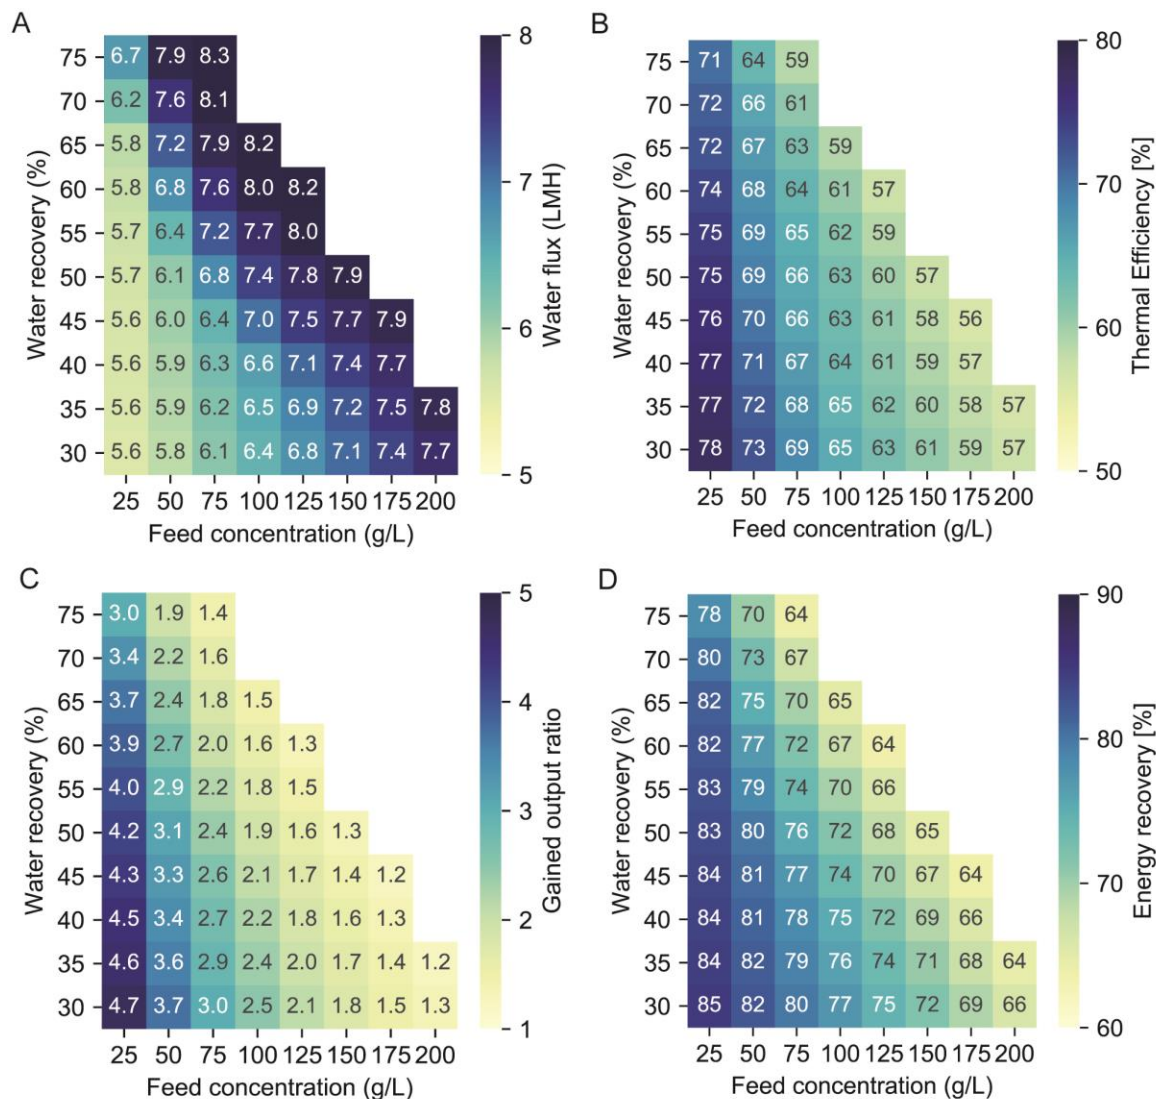 A
75 6.7 7.9 8.3
70 6.2 7.6 8.1
65 5.8 7.2 7.9 8.2
60 5.8 6.8 7.6 8.0 8.2
55 5.7 6.4 7.2 7.7 8.0
50 5.7 6.1 6.8 7.4 7.8 7.9
45 5.6 6.0 6.4 7.0 7.5 7.7 7.9
40 5.6 5.9 6.3 6.6 7.1 7.4 7.7
35 5.6 5.9 6.2 6.5 6.9 7.2 7.5 7.8
30 5.6 5.8 6.1 6.4 6.8 7.1 7.4 7.7
25 50 75 100 125 150 175 200
Feed concentration (g/L)
Water recovery (%)
8
7
6
5
Water flux (LMH)
B
75 71 64 59
70 72 66 61
65 72 67 63 59
60 74 68 64 61 57
55 75 69 65 62 59
50 75 69 66 63 60 57
45 76 70 66 63 61 58 56
40 77 71 67 64 61 59 57
35 77 72 68 65 62 60 58 57
30 78 73 69 65 63 61 59 57
25 50 75 100 125 150 175 200
Feed concentration (g/L)
Water recovery (%)
80
70
60
50
Thermal Efficiency [%]
C
75 3.0 1.9 1.4
70 3.4 2.2 1.6
65 3.7 2.4 1.8 1.5
60 3.9 2.7 2.0 1.6 1.3
55 4.0 2.9 2.2 1.8 1.5
50 4.2 3.1 2.4 1.9 1.6 1.3
45 4.3 3.3 2.6 2.1 1.7 1.4 1.2
40 4.5 3.4 2.7 2.2 1.8 1.6 1.3
35 4.6 3.6 2.9 2.4 2.0 1.7 1.4 1.2
30 4.7 3.7 3.0 2.5 2.1 1.8 1.5 1.3
25 50 75 100 125 150 175 200
Feed concentration (g/L)
Water recovery (%)
5
4
3
2
1
Gained output ratio
D
75 78 70 64
70 80 73 67
65 82 75 70 65
60 82 77 72 67 64
55 83 79 74 70 66
50 83 80 76 72 68 65
45 84 81 77 74 70 67 64
40 84 81 78 75 72 69 66
35 84 82 79 76 74 71 68 64
30 85 82 80 77 75 72 69 66
25 50 75 100 125 150 175 200
Feed concentration (g/L)
Water recovery (%)
90
80
70
60
Energy recovery [%]